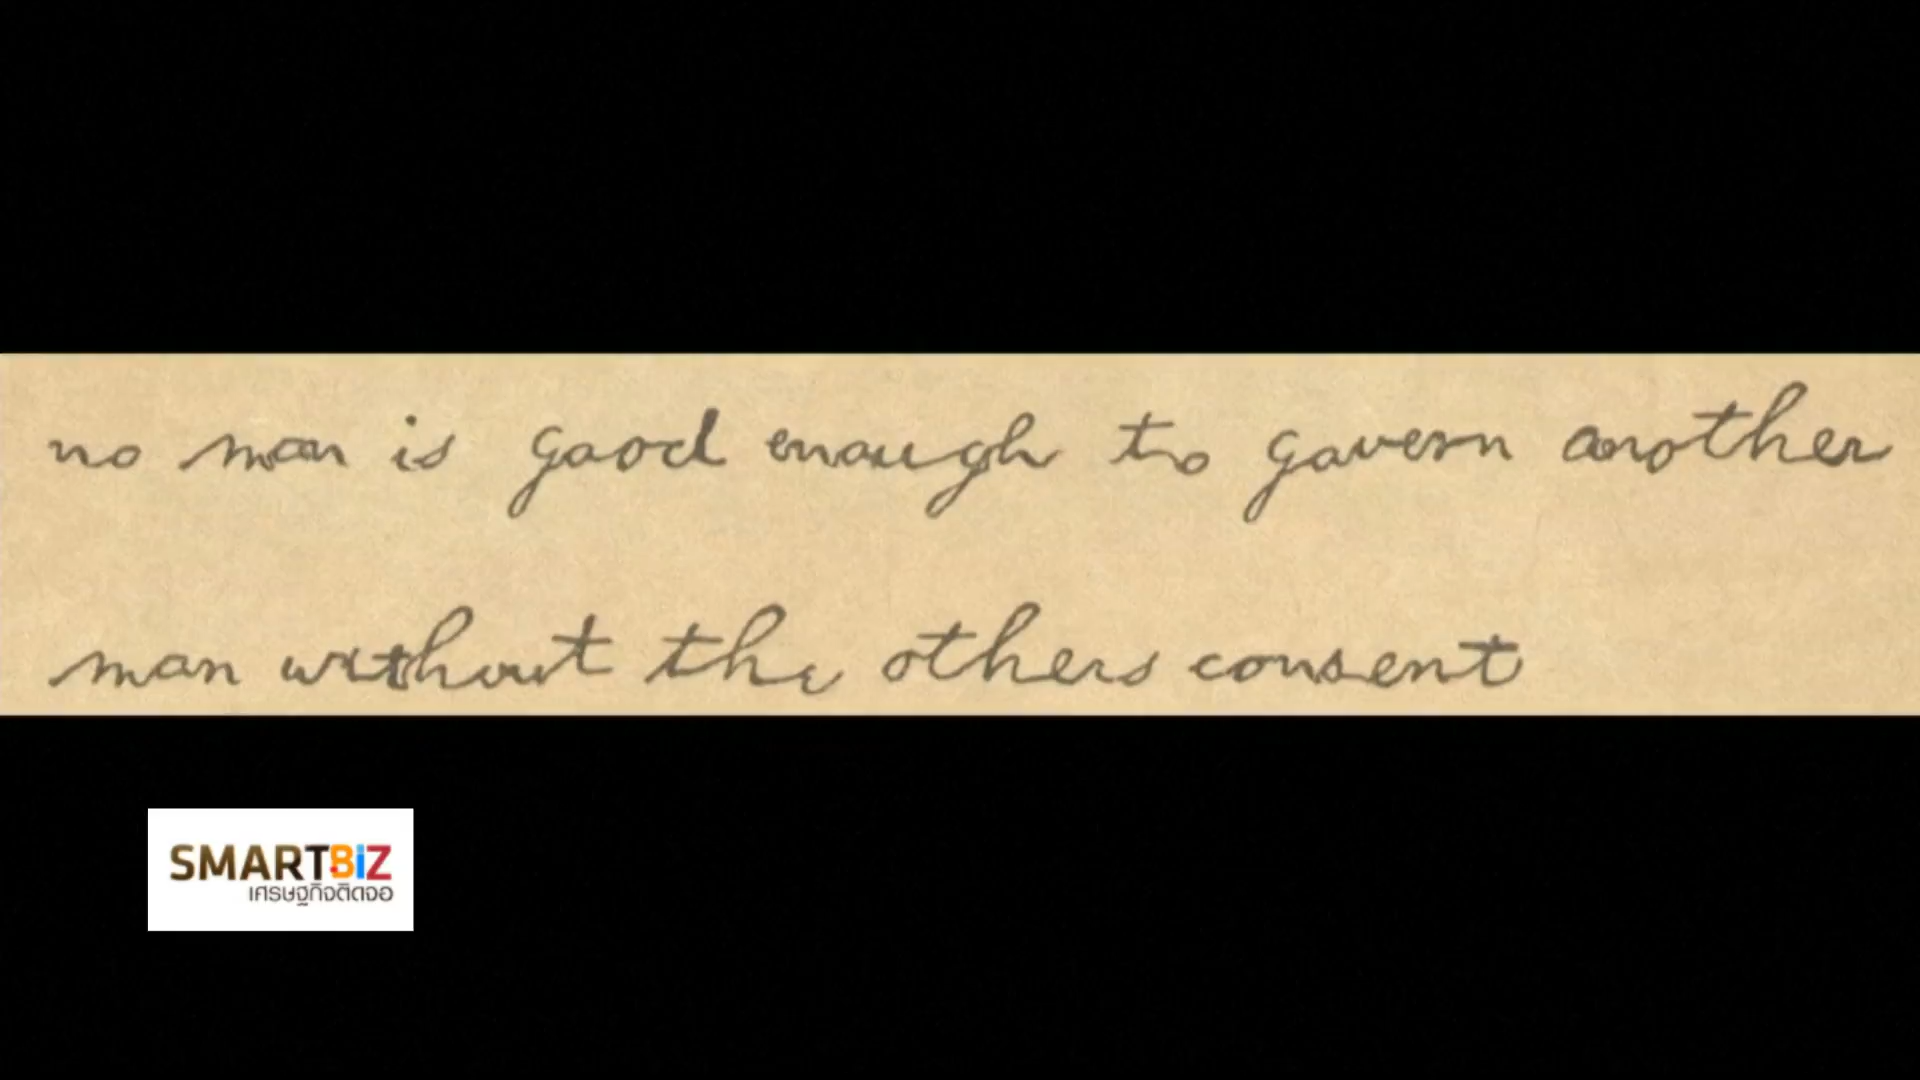 no man is good enough to govern another
man without the others consent
SMARTBiZ
เศรษฐกิจติดจอ